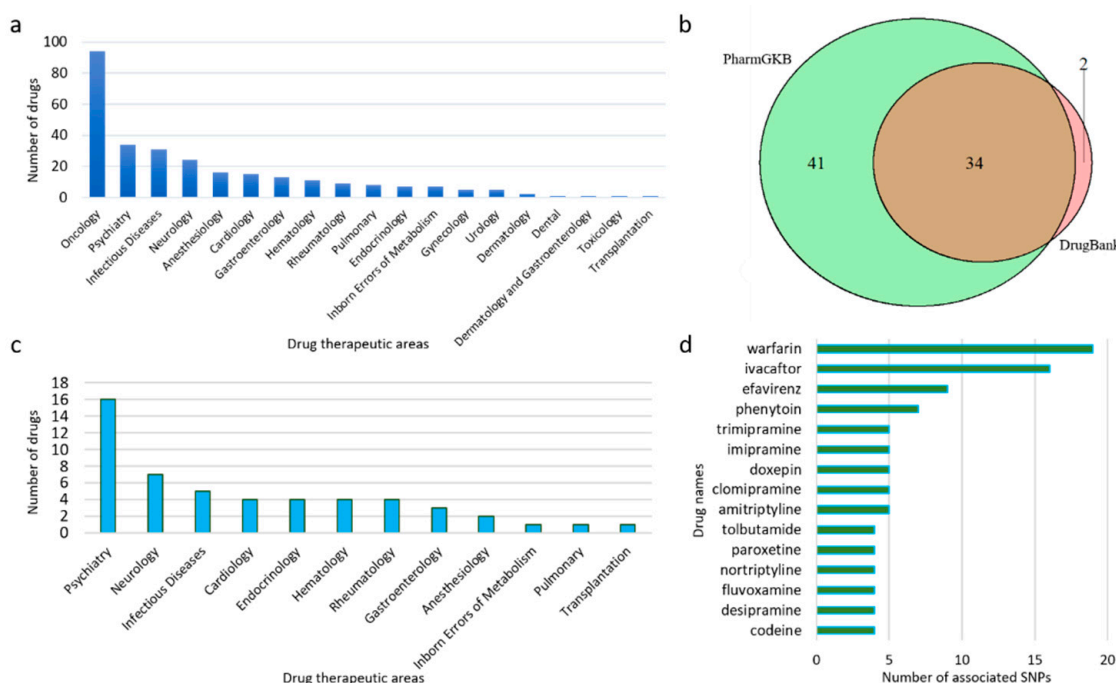 a
Number of drugs
100
80
60
40
20
0
Oncology
Psychiatry
Infectious Diseases
Neurology
Anesthesiology
Cardiology
Gastroenterology
Hematology
Rheumatology
Pulmonary
Endocrinology
Inborn Errors of Metabolism
Gynecology
Urology
Dermatology
Dental
Dermatology and Gastroenterology
Toxicology
Transplantation
Drug therapeutic areas
b
PharmGKB
2
41
34
DrugBank
c
Number of drugs
18
16
14
12
10
8
6
4
2
0
Psychiatry
Neurology
Infectious Diseases
Cardiology
Endocrinology
Hematology
Rheumatology
Gastroenterology
Anesthesiology
Inborn Errors of Metabolism
Pulmonary
Transplantation
Drug therapeutic areas
d
Drug names
warfarin
ivacaftor
efavirenz
phenytoin
trimipramine
imipramine
doxepin
clomipramine
amitriptyline
tolbutamide
paroxetine
nortriptyline
fluvoxamine
desipramine
codeine
0 5 10 15 20
Number of associated SNPs